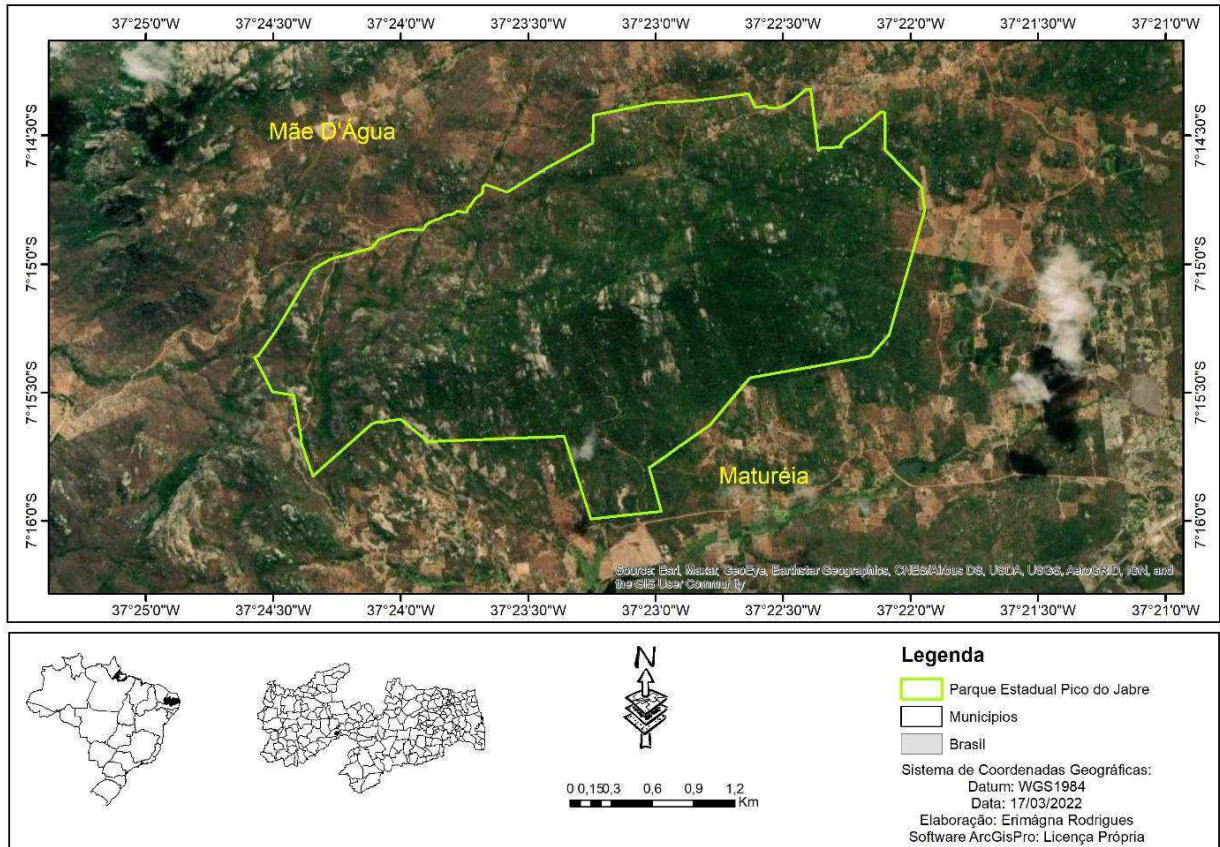 37°25'0"W 37°24'30"W 37°24'0"W 37°23'30"W 37°23'0"W 37°22'30"W 37°22'0"W 37°21'30"W 37°21'0"W
7°14'30"S 7°14'30"S
Mãe D'Água
7°15'0"S 7°15'0"S
7°15'30"S 7°15'30"S
Maturéia
7°16'0"S 7°16'0"S
Source: Esri, Maxar, GeoEye, Earthstar Geographics, CNES/Airbus DS, USDA, USGS, AeroGRID, IGN, and
the GIS User Community
37°25'0"W 37°24'30"W 37°24'0"W 37°23'30"W 37°23'0"W 37°22'30"W 37°22'0"W 37°21'30"W 37°21'0"W
N
0 0,15 0,3 0,6 0,9 1,2
Km
Legenda
Parque Estadual Pico do Jabre
Municípios
Brasil
Sistema de Coordenadas Geográficas:
Datum: WGS1984
Data: 17/03/2022
Elaboração: Erimágna Rodrigues
Software ArcGisPro: Licença Própria